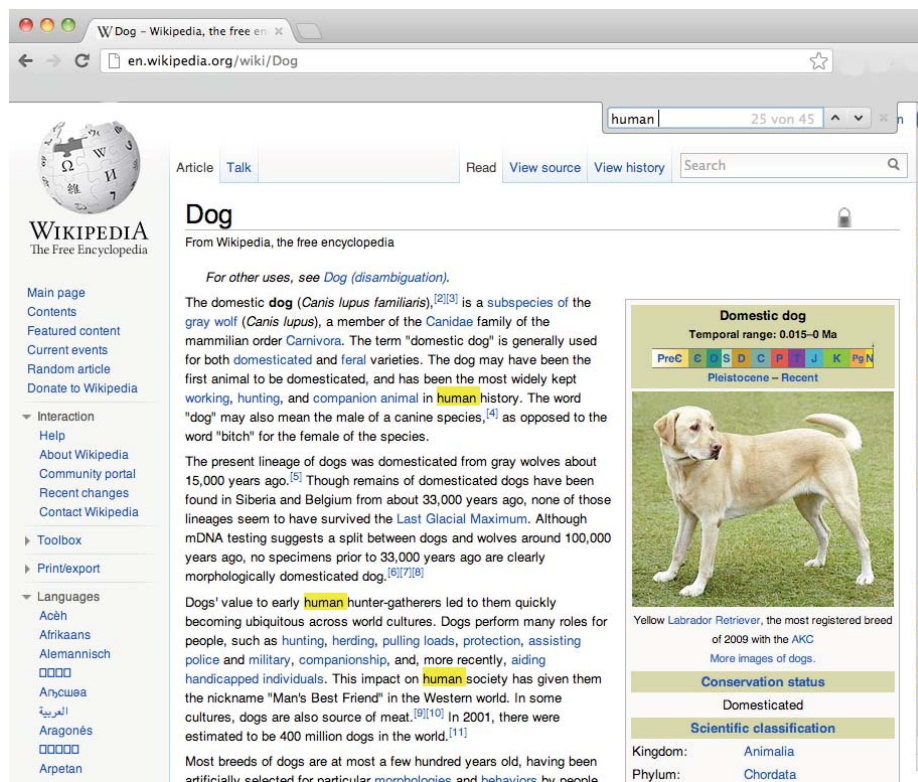 Dog – Wikipedia, the free en
en.wikipedia.org/wiki/Dog
human
25 von 45
WIKIPEDIA
The Free Encyclopedia
Main page
Contents
Featured content
Current events
Random article
Donate to Wikipedia
Interaction
Help
About Wikipedia
Community portal
Recent changes
Contact Wikipedia
Toolbox
Print/export
Languages
Acèh
Afrikaans
Alemannisch
Аҧсшәа
العربية
Aragonés
Arpetan
Article Talk
Read View source View history
Search
Dog
From Wikipedia, the free encyclopedia
For other uses, see Dog (disambiguation).
The domestic dog (Canis lupus familiaris),[2][3] is a subspecies of the
gray wolf (Canis lupus), a member of the Canidae family of the
mammilian order Carnivora. The term "domestic dog" is generally used
for both domesticated and feral varieties. The dog may have been the
first animal to be domesticated, and has been the most widely kept
working, hunting, and companion animal in human history. The word
"dog" may also mean the male of a canine species,[4] as opposed to the
word "bitch" for the female of the species.
The present lineage of dogs was domesticated from gray wolves about
15,000 years ago.[5] Though remains of domesticated dogs have been
found in Siberia and Belgium from about 33,000 years ago, none of those
lineages seem to have survived the Last Glacial Maximum. Although
mDNA testing suggests a split between dogs and wolves around 100,000
years ago, no specimens prior to 33,000 years ago are clearly
morphologically domesticated dog.[6][7][8]
Dogs' value to early human hunter-gatherers led to them quickly
becoming ubiquitous across world cultures. Dogs perform many roles for
people, such as hunting, herding, pulling loads, protection, assisting
police and military, companionship, and, more recently, aiding
handicapped individuals. This impact on human society has given them
the nickname "Man's Best Friend" in the Western world. In some
cultures, dogs are also source of meat.[9][10] In 2001, there were
estimated to be 400 million dogs in the world.[11]
Most breeds of dogs are at most a few hundred years old, having been
artificially selected for particular morphologies and behaviors by people
Domestic dog
Temporal range: 0.015–0 Ma
PreЄ Є O S D C P T J K Pg N
Pleistocene – Recent
Yellow Labrador Retriever, the most registered breed
of 2009 with the AKC
More images of dogs.
Conservation status
Domesticated
Scientific classification
Kingdom: Animalia
Phylum: Chordata